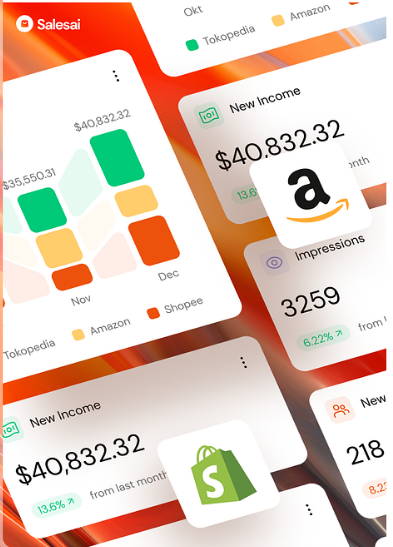 Salesai
Okt
Tokopedia
Amazon
New Income
$40.832.32
13.6
onth
$40,832.32
$35,550.31
Nov
Dec
Tokopedia
Amazon
Shopee
a
Impressions
3259
6.22% ↗
from l
New Income
$40,832.32
13.6% ↗
from last month
S
New
218
8.2